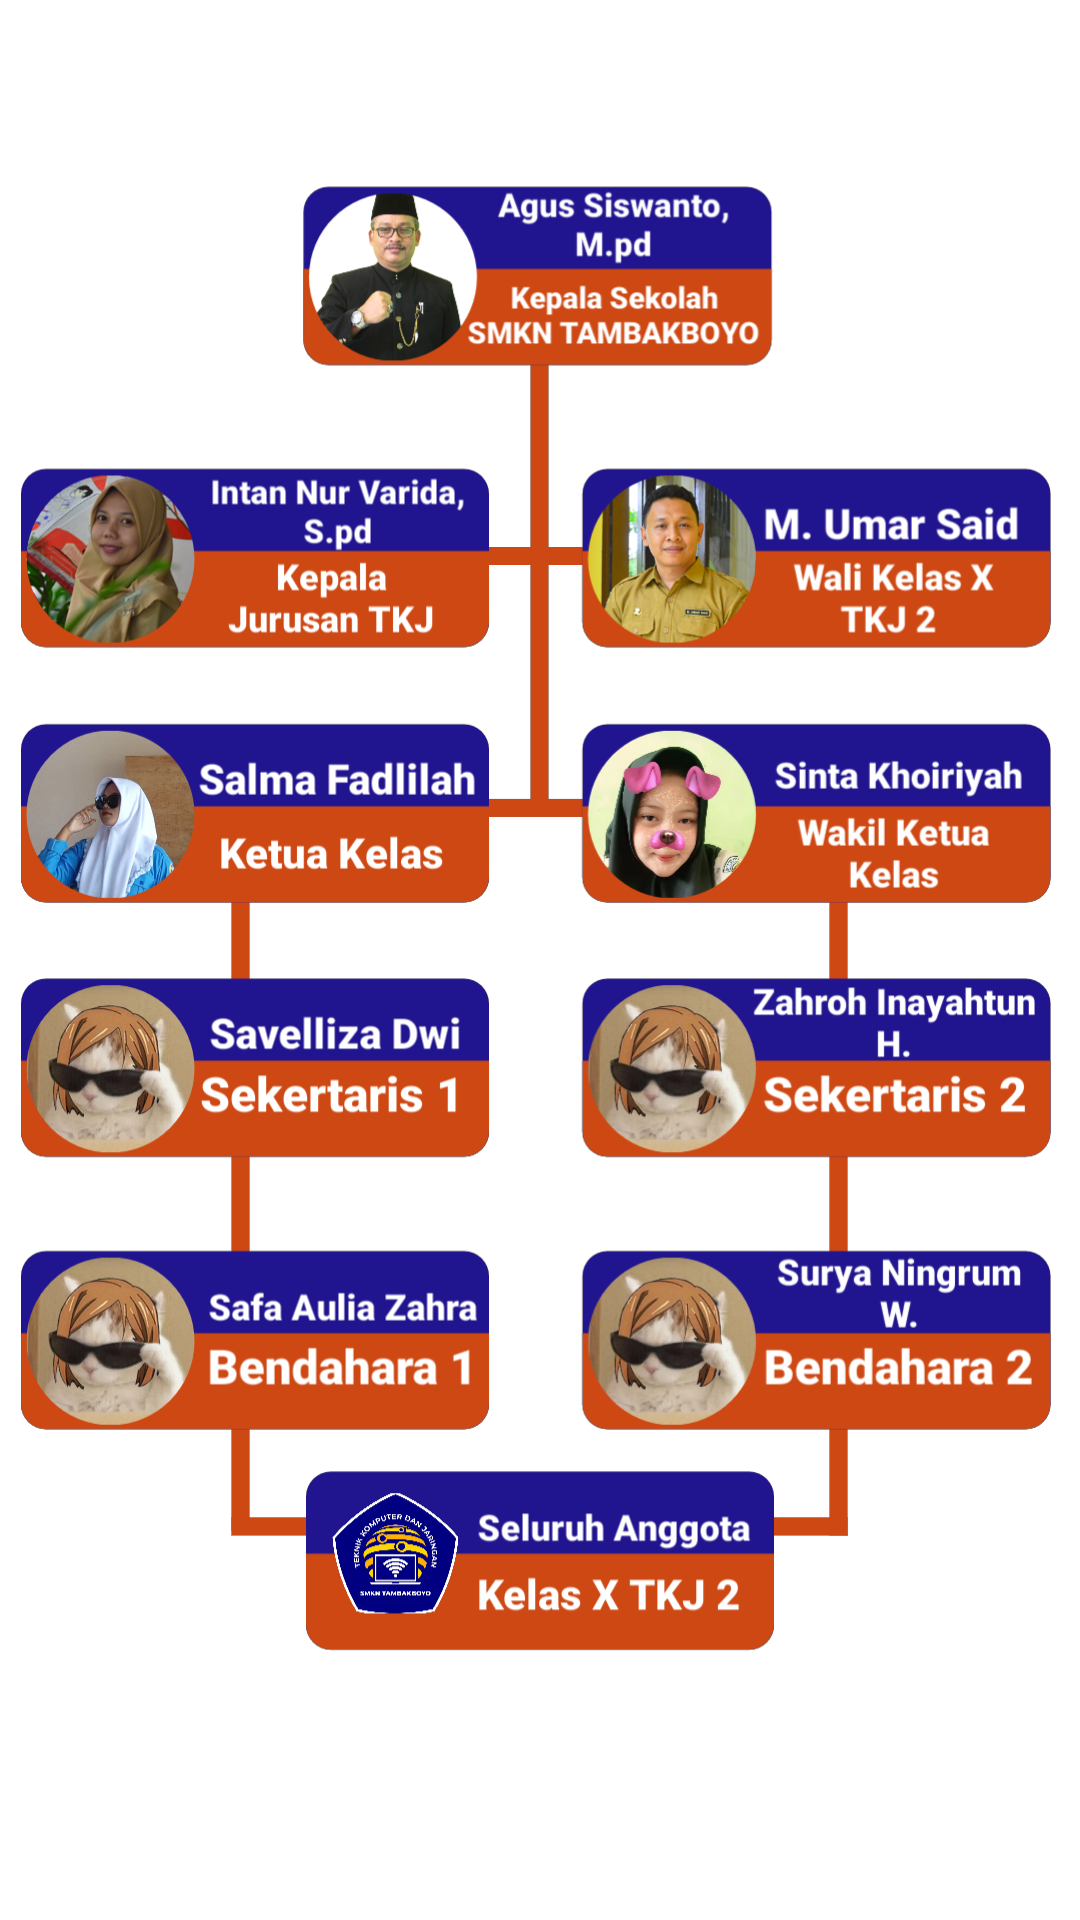 Agus Siswanto,
M.pd
Kepala Sekolah
SMKN TAMBAKBOYO
Intan Nur Varida,
S.pd
Kepala
Jurusan TKJ
M. Umar Said
Wali Kelas X
TKJ 2
Salma Fadlilah
Ketua Kelas
Sinta Khoiriyah
Wakil Ketua
Kelas
Savelliza Dwi
Sekertaris 1
Zahroh Inayahtun
H.
Sekertaris 2
Safa Aulia Zahra
Bendahara 1
Surya Ningrum
W.
Bendahara 2
TEKNIK KOMPUTER DAN JARINGAN
SMKN TAMBAKBOYO
Seluruh Anggota
Kelas X TKJ 2